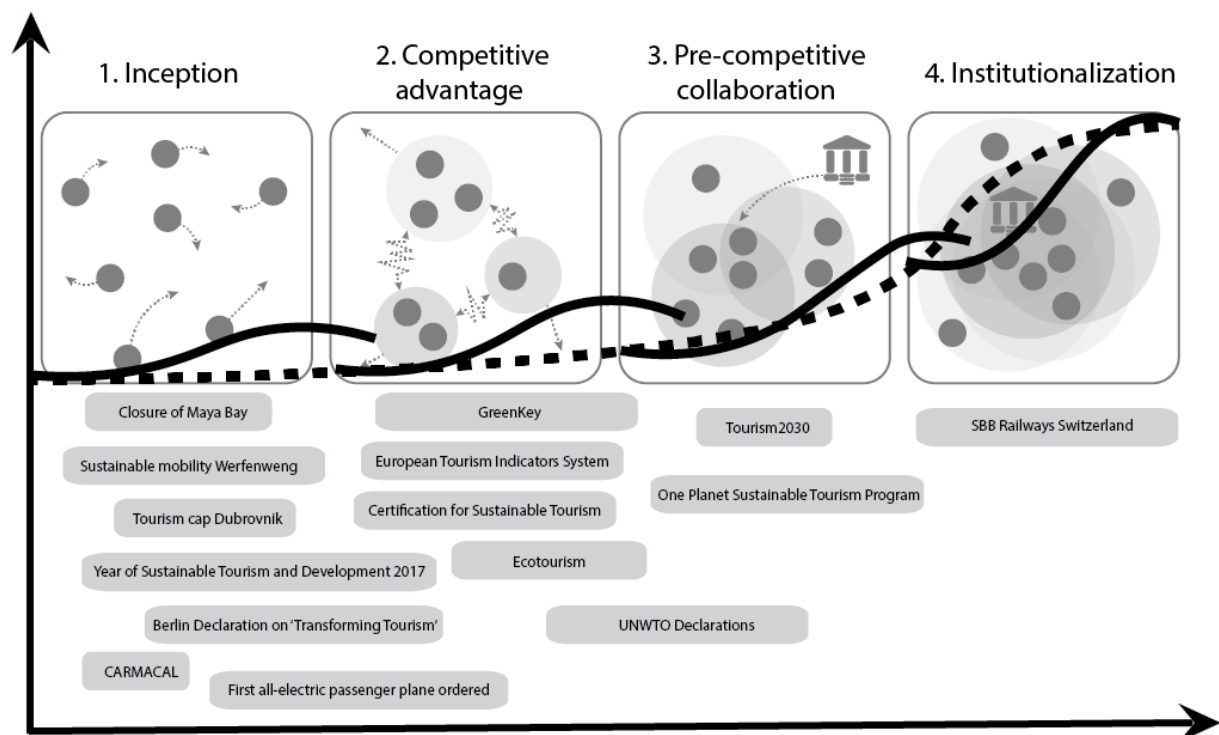 1. Inception
2. Competitive
advantage
3. Pre-competitive
collaboration
4. Institutionalization
Closure of Maya Bay
Sustainable mobility Werfenweng
Tourism cap Dubrovnik
Year of Sustainable Tourism and Development 2017
Berlin Declaration on ‘Transforming Tourism’
CARMACAL
First all-electric passenger plane ordered
GreenKey
European Tourism Indicators System
Certification for Sustainable Tourism
Ecotourism
UNWTO Declarations
Tourism2030
One Planet Sustainable Tourism Program
SBB Railways Switzerland